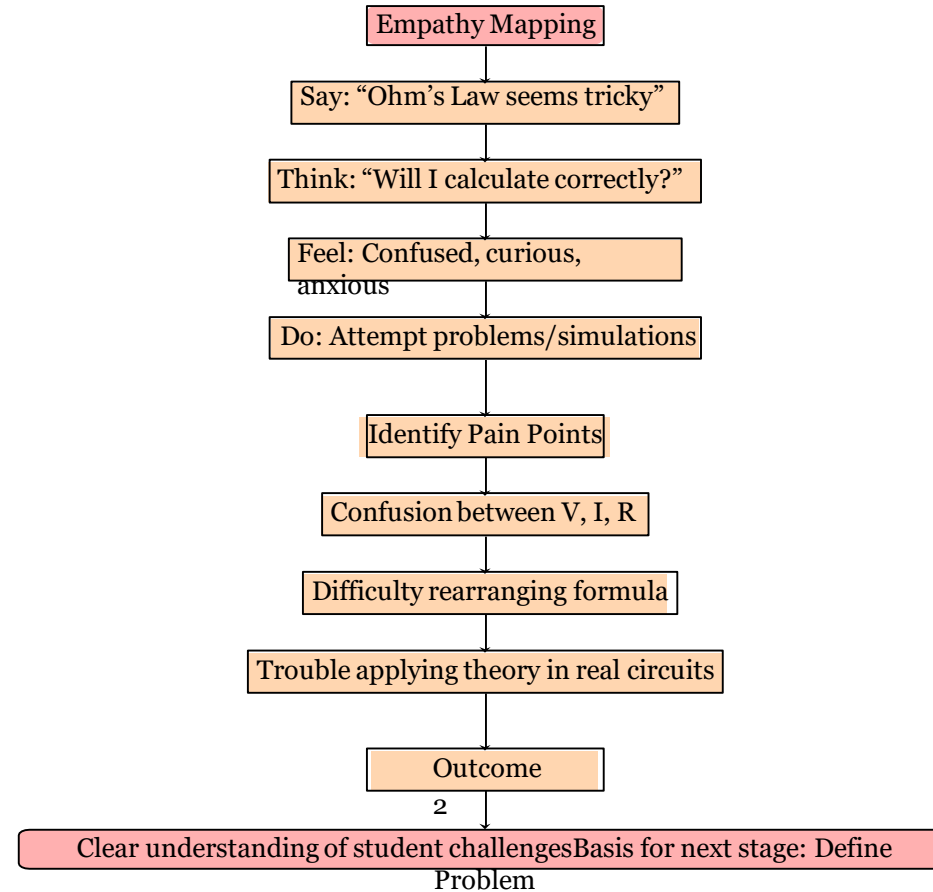 Empathy Mapping
Say: “Ohm’s Law seems tricky”
Think: “Will I calculate correctly?”
Feel: Confused, curious,
anxious
Do: Attempt problems/simulations
Identify Pain Points
Confusion between V, I, R
Difficulty rearranging formula
Trouble applying theory in real circuits
Outcome
2
Clear understanding of student challengesBasis for next stage: Define
Problem